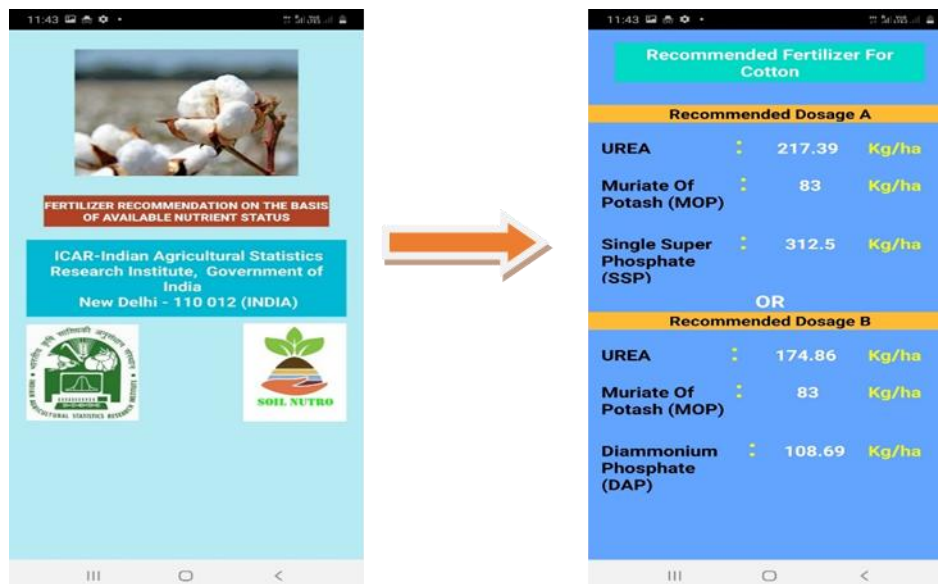 11:43
FERTILIZER RECOMMENDATION ON THE BASIS
OF AVAILABLE NUTRIENT STATUS
ICAR-Indian Agricultural Statistics
Research Institute, Government of
India
New Delhi - 110 012 (INDIA)
SOIL NUTRO
11:43
Recommended Fertilizer For
Cotton
Recommended Dosage A
UREA : 217.39 Kg/ha
Muriate Of : 83 Kg/ha
Potash (MOP)
Single Super : 312.5 Kg/ha
Phosphate
(SSP)
OR
Recommended Dosage B
UREA : 174.86 Kg/ha
Muriate Of : 83 Kg/ha
Potash (MOP)
Diammonium : 108.69 Kg/ha
Phosphate
(DAP)